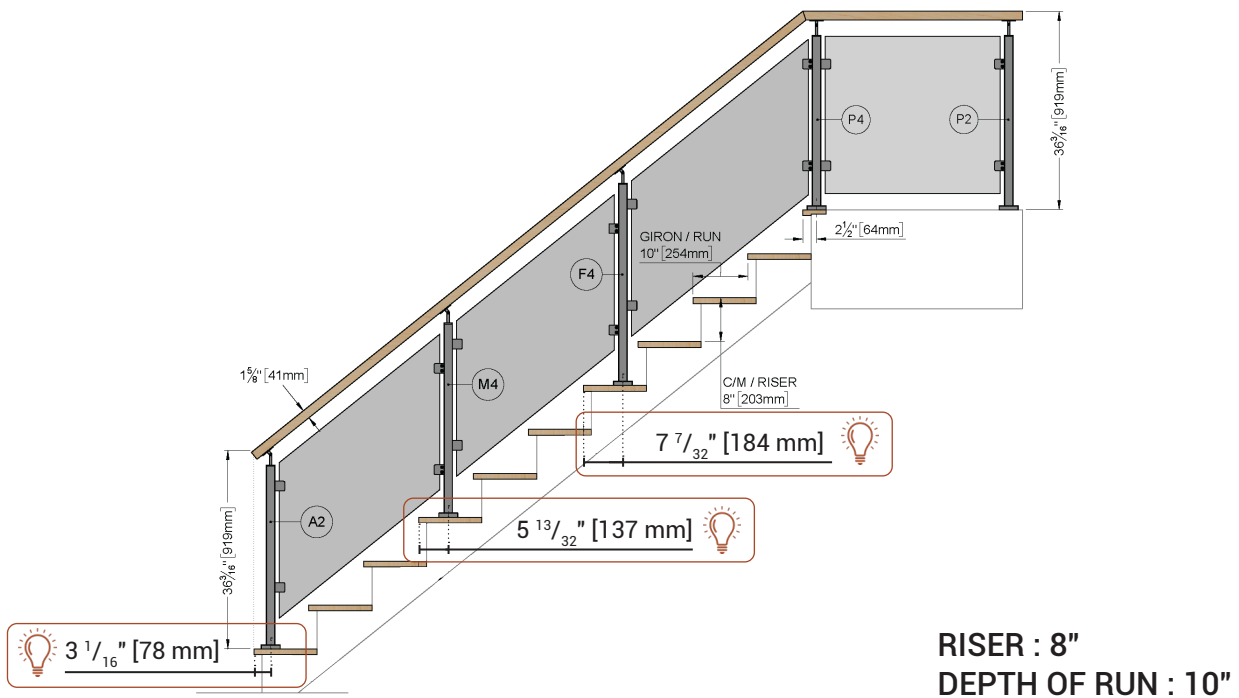 36 3/16" [919mm]
P4
P2
2 1/2" [64mm]
GIRON / RUN
10" [254mm]
F4
1 5/8" [41mm]
M4
C/M / RISER
8" [203mm]
7 7/32" [184 mm]
5 13/32" [137 mm]
A2
36 3/16" [919mm]
3 1/16" [78 mm]
RISER : 8"
DEPTH OF RUN : 10"